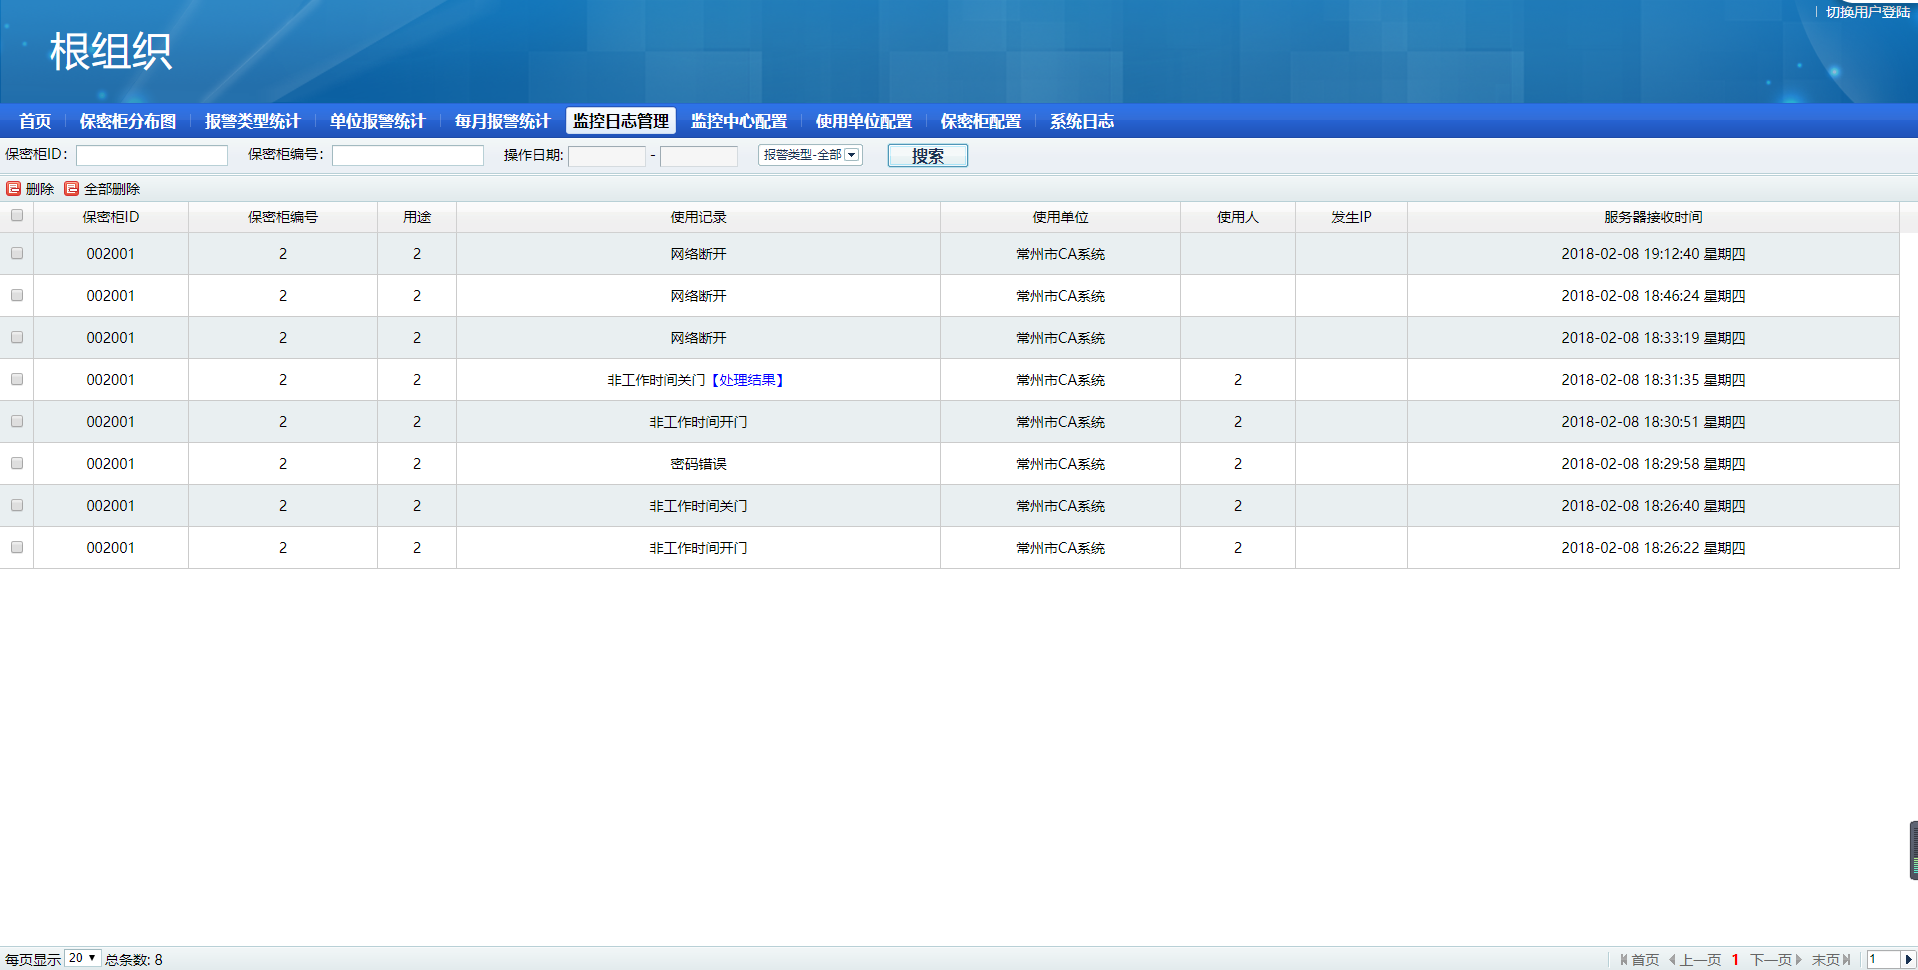 切换用户登陆
根组织
首页 保密柜分布图 报警类型统计 单位报警统计 每月报警统计 监控日志管理 监控中心配置 使用单位配置 保密柜配置 系统日志
保密柜ID: 保密柜编号: 操作日期: - 报警类型-全部 搜索
删除 全部删除
保密柜ID 保密柜编号 用途 使用记录 使用单位 使用人 发生IP 服务器接收时间
002001 2 2 网络断开 常州市CA系统 2018-02-08 19:12:40 星期四
002001 2 2 网络断开 常州市CA系统 2018-02-08 18:46:24 星期四
002001 2 2 网络断开 常州市CA系统 2018-02-08 18:33:19 星期四
002001 2 2 非工作时间关门【处理结果】 常州市CA系统 2 2018-02-08 18:31:35 星期四
002001 2 2 非工作时间开门 常州市CA系统 2 2018-02-08 18:30:51 星期四
002001 2 2 密码错误 常州市CA系统 2 2018-02-08 18:29:58 星期四
002001 2 2 非工作时间关门 常州市CA系统 2 2018-02-08 18:26:40 星期四
002001 2 2 非工作时间开门 常州市CA系统 2 2018-02-08 18:26:22 星期四
每页显示 20 总条数: 8 首页 上一页 1 下一页 末页 1